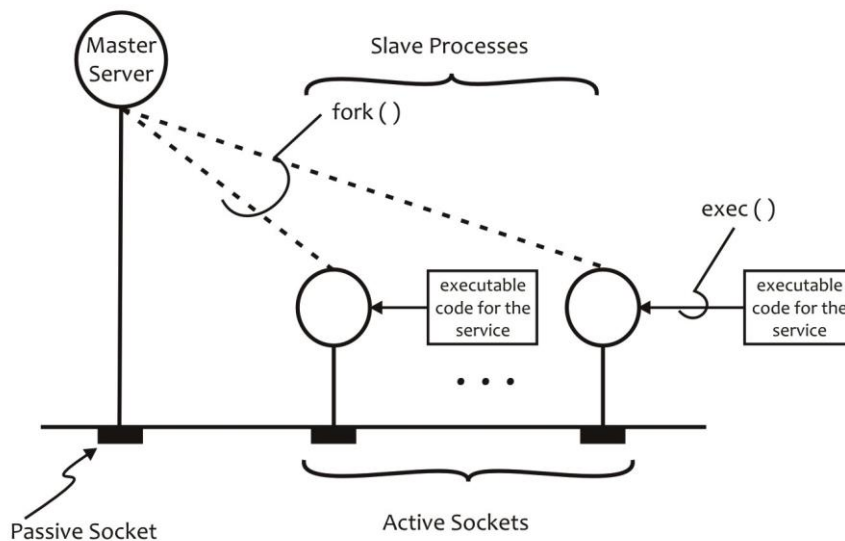 Master
Server
Slave Processes
fork ( )
exec ( )
executable
code for the
service
executable
code for the
service
. . .
Passive Socket
Active Sockets